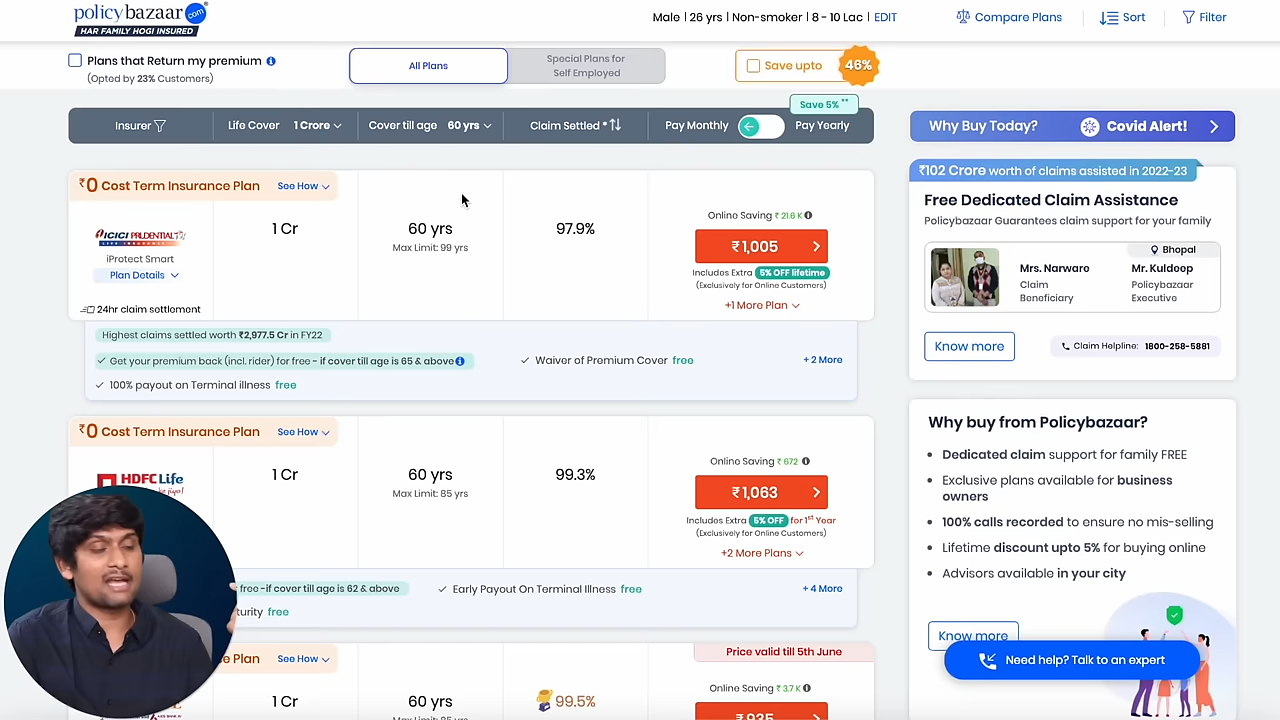 policybazaar.com
HAR FAMILY HOGI INSURED
Male | 26 yrs | Non-smoker | 8 - 10 Lac | EDIT
Compare Plans
Sort
Filter
Plans that Return my premium
(Opted by 23% Customers)
All Plans
Special Plans for
Self Employed
Save upto
46%
Save 5% **
Insurer
Life Cover 1 Crore
Cover till age 60 yrs
Claim Settled *
Pay Monthly
Pay Yearly
₹0 Cost Term Insurance Plan
See How
ICICI PRUDENTIAL
LIFE INSURANCE
iProtect Smart
Plan Details
24hr claim settlement
1 Cr
60 yrs
Max Limit: 99 yrs
97.9%
Online Saving ₹ 21.6 K
₹1,005
Includes Extra 5% OFF lifetime
(Exclusively for Online Customers)
+1 More Plan
Highest claims settled worth ₹2,977.5 Cr in FY22
Get your premium back (incl. rider) for free - if cover till age is 65 & above
Waiver of Premium Cover free
+ 2 More
100% payout on Terminal illness free
₹0 Cost Term Insurance Plan
See How
HDFC Life
1 Cr
60 yrs
Max Limit: 85 yrs
99.3%
Online Saving ₹ 672
₹1,063
Includes Extra 5% OFF for 1st Year
(Exclusively for Online Customers)
+2 More Plans
free -if cover till age is 62 & above
Early Payout On Terminal Illness free
+ 4 More
turity free
e Plan
See How
Price valid till 5th June
1 Cr
60 yrs
99.5%
Online Saving ₹ 3.7 K
₹935
Why Buy Today?
Covid Alert!
₹102 Crore worth of claims assisted in 2022-23
Free Dedicated Claim Assistance
Policybazaar Guarantees claim support for your family
Bhopal
Mrs. Narware
Claim
Beneficiary
Mr. Kuldeep
Policybazaar
Executive
Know more
Claim Helpline: 1800-258-5881
Why buy from Policybazaar?
Dedicated claim support for family FREE
Exclusive plans available for business
owners
100% calls recorded to ensure no mis-selling
Lifetime discount upto 5% for buying online
Advisors available in your city
Know more
Need help? Talk to an expert